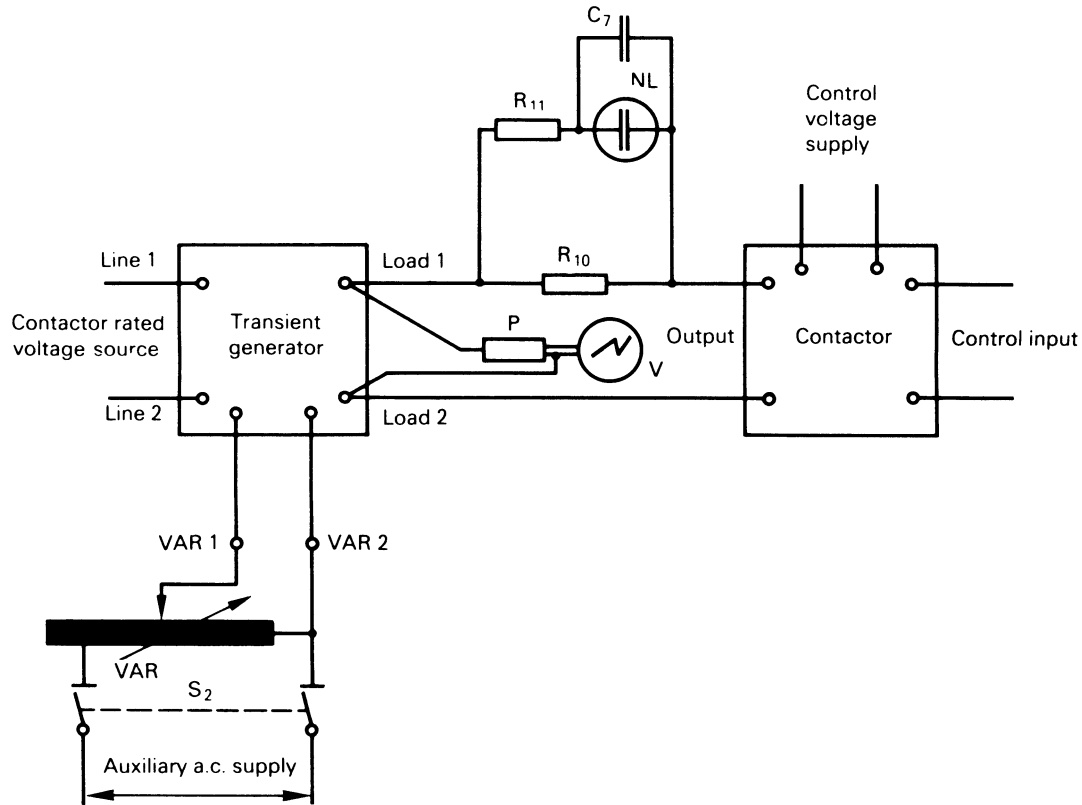 C7
NL
R11
Control
voltage
supply
Line 1
Load 1
R10
Contactor rated
voltage source
Transient
generator
P
V
Output
Contactor
Control input
Line 2
Load 2
VAR 1
VAR 2
VAR
S2
Auxiliary a.c. supply